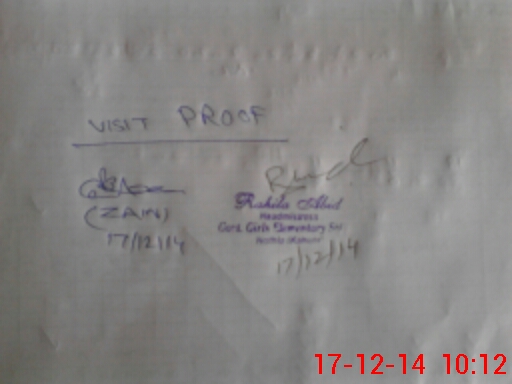 VISIT PROOF
(ZAIN)
17/12/14
Rahila Abid
Headmistress
Govt. Girls Elementary
17/12/14
17-12-14 10:12